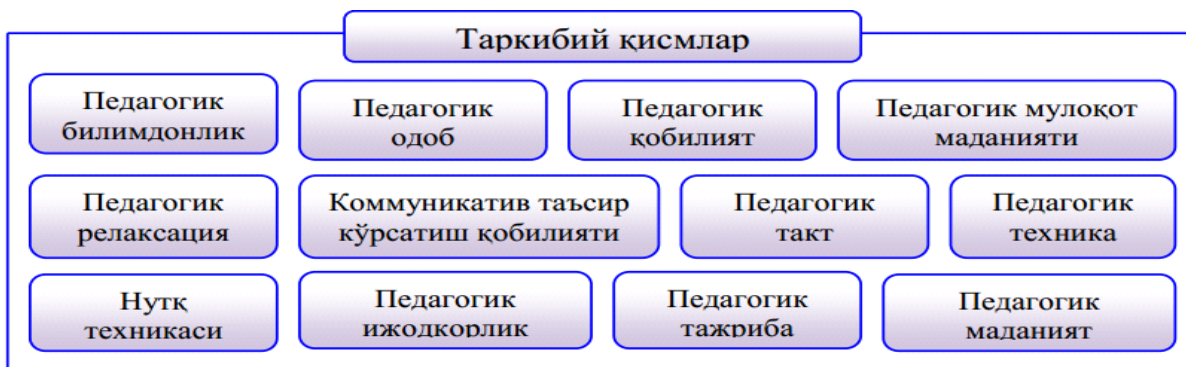 Таркибий қисмлар
Педагогик
билимдонлик
Педагогик
одоб
Педагогик
қобилият
Педагогик мулоқот
маданияти
Педагогик
релаксация
Коммуникатив таъсир
кўрсатиш қобилияти
Педагогик
такт
Педагогик
техника
Нутқ
техникаси
Педагогик
ижодкорлик
Педагогик
тажриба
Педагогик
маданият